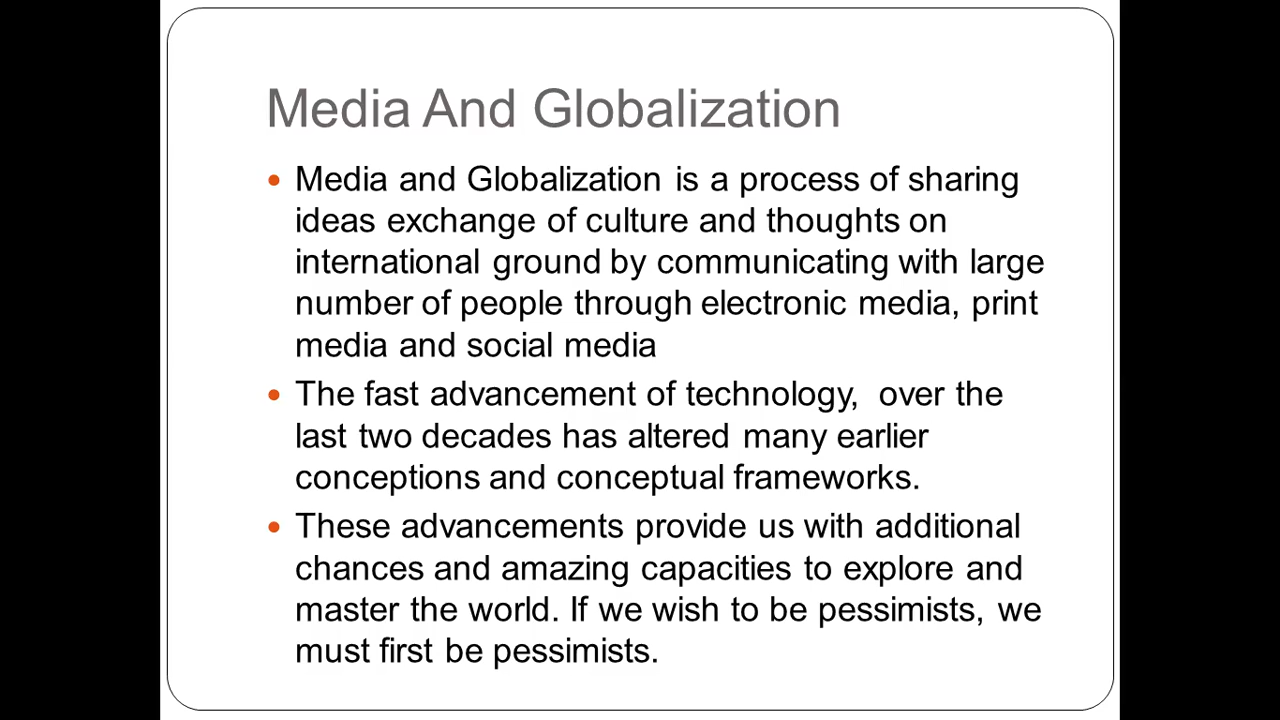 Media And Globalization
• Media and Globalization is a process of sharing
ideas exchange of culture and thoughts on
international ground by communicating with large
number of people through electronic media, print
media and social media
• The fast advancement of technology,  over the
last two decades has altered many earlier
conceptions and conceptual frameworks.
• These advancements provide us with additional
chances and amazing capacities to explore and
master the world. If we wish to be pessimists, we
must first be pessimists.